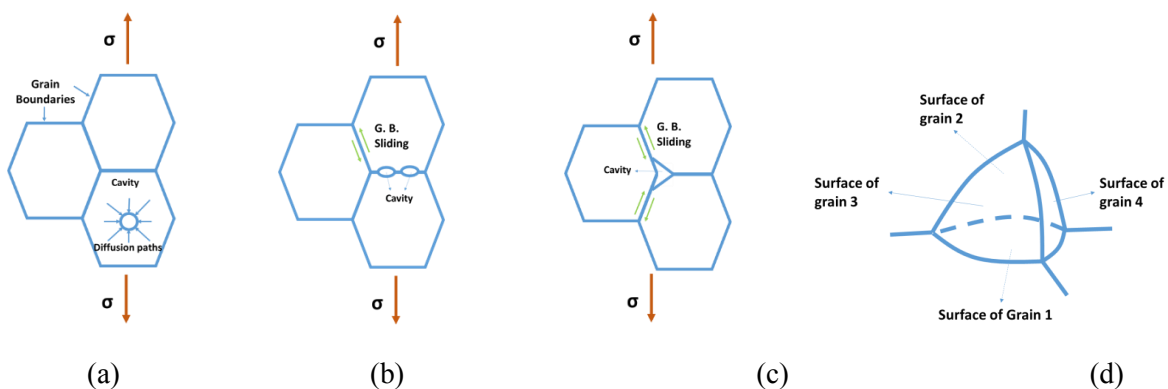 σ
Grain
Boundaries
Cavity
Diffusion paths
σ
(a)
σ
G. B.
Sliding
Cavity
σ
(b)
σ
G. B.
Sliding
Cavity
σ
(c)
Surface of
grain 2
Surface of
grain 3
Surface of
grain 4
Surface of Grain 1
(d)